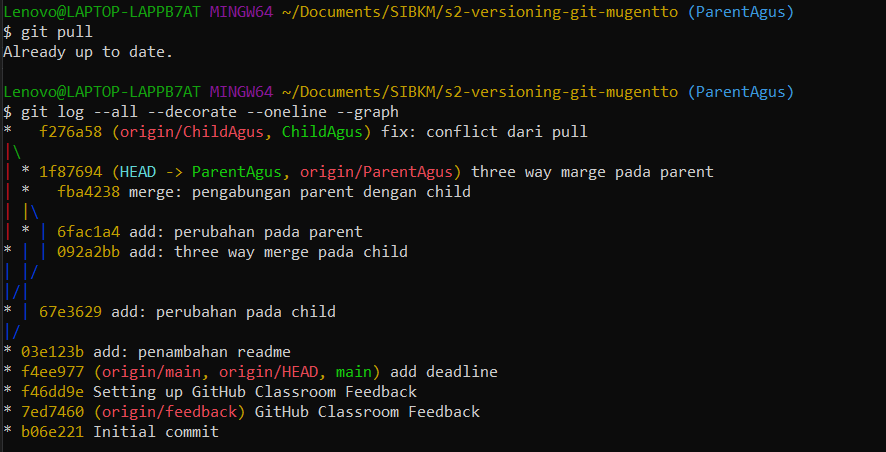 Lenovo@LAPTOP-LAPPB7AT MINGW64 ~/Documents/SIBKM/s2-versioning-git-mugentto (ParentAgus)
$ git pull
Already up to date.
Lenovo@LAPTOP-LAPPB7AT MINGW64 ~/Documents/SIBKM/s2-versioning-git-mugentto (ParentAgus)
$ git log --all --decorate --oneline --graph
*   f276a58 (origin/ChildAgus, ChildAgus) fix: conflict dari pull
|\
| * 1f87694 (HEAD -> ParentAgus, origin/ParentAgus) three way marge pada parent
| *   fba4238 merge: pengabungan parent dengan child
| |\
| * | 6fac1a4 add: perubahan pada parent
* | | 092a2bb add: three way merge pada child
| |/
|/|
* | 67e3629 add: perubahan pada child
|/
* 03e123b add: penambahan readme
* f4ee977 (origin/main, origin/HEAD, main) add deadline
* f46dd9e Setting up GitHub Classroom Feedback
* 7ed7460 (origin/feedback) GitHub Classroom Feedback
* b06e221 Initial commit